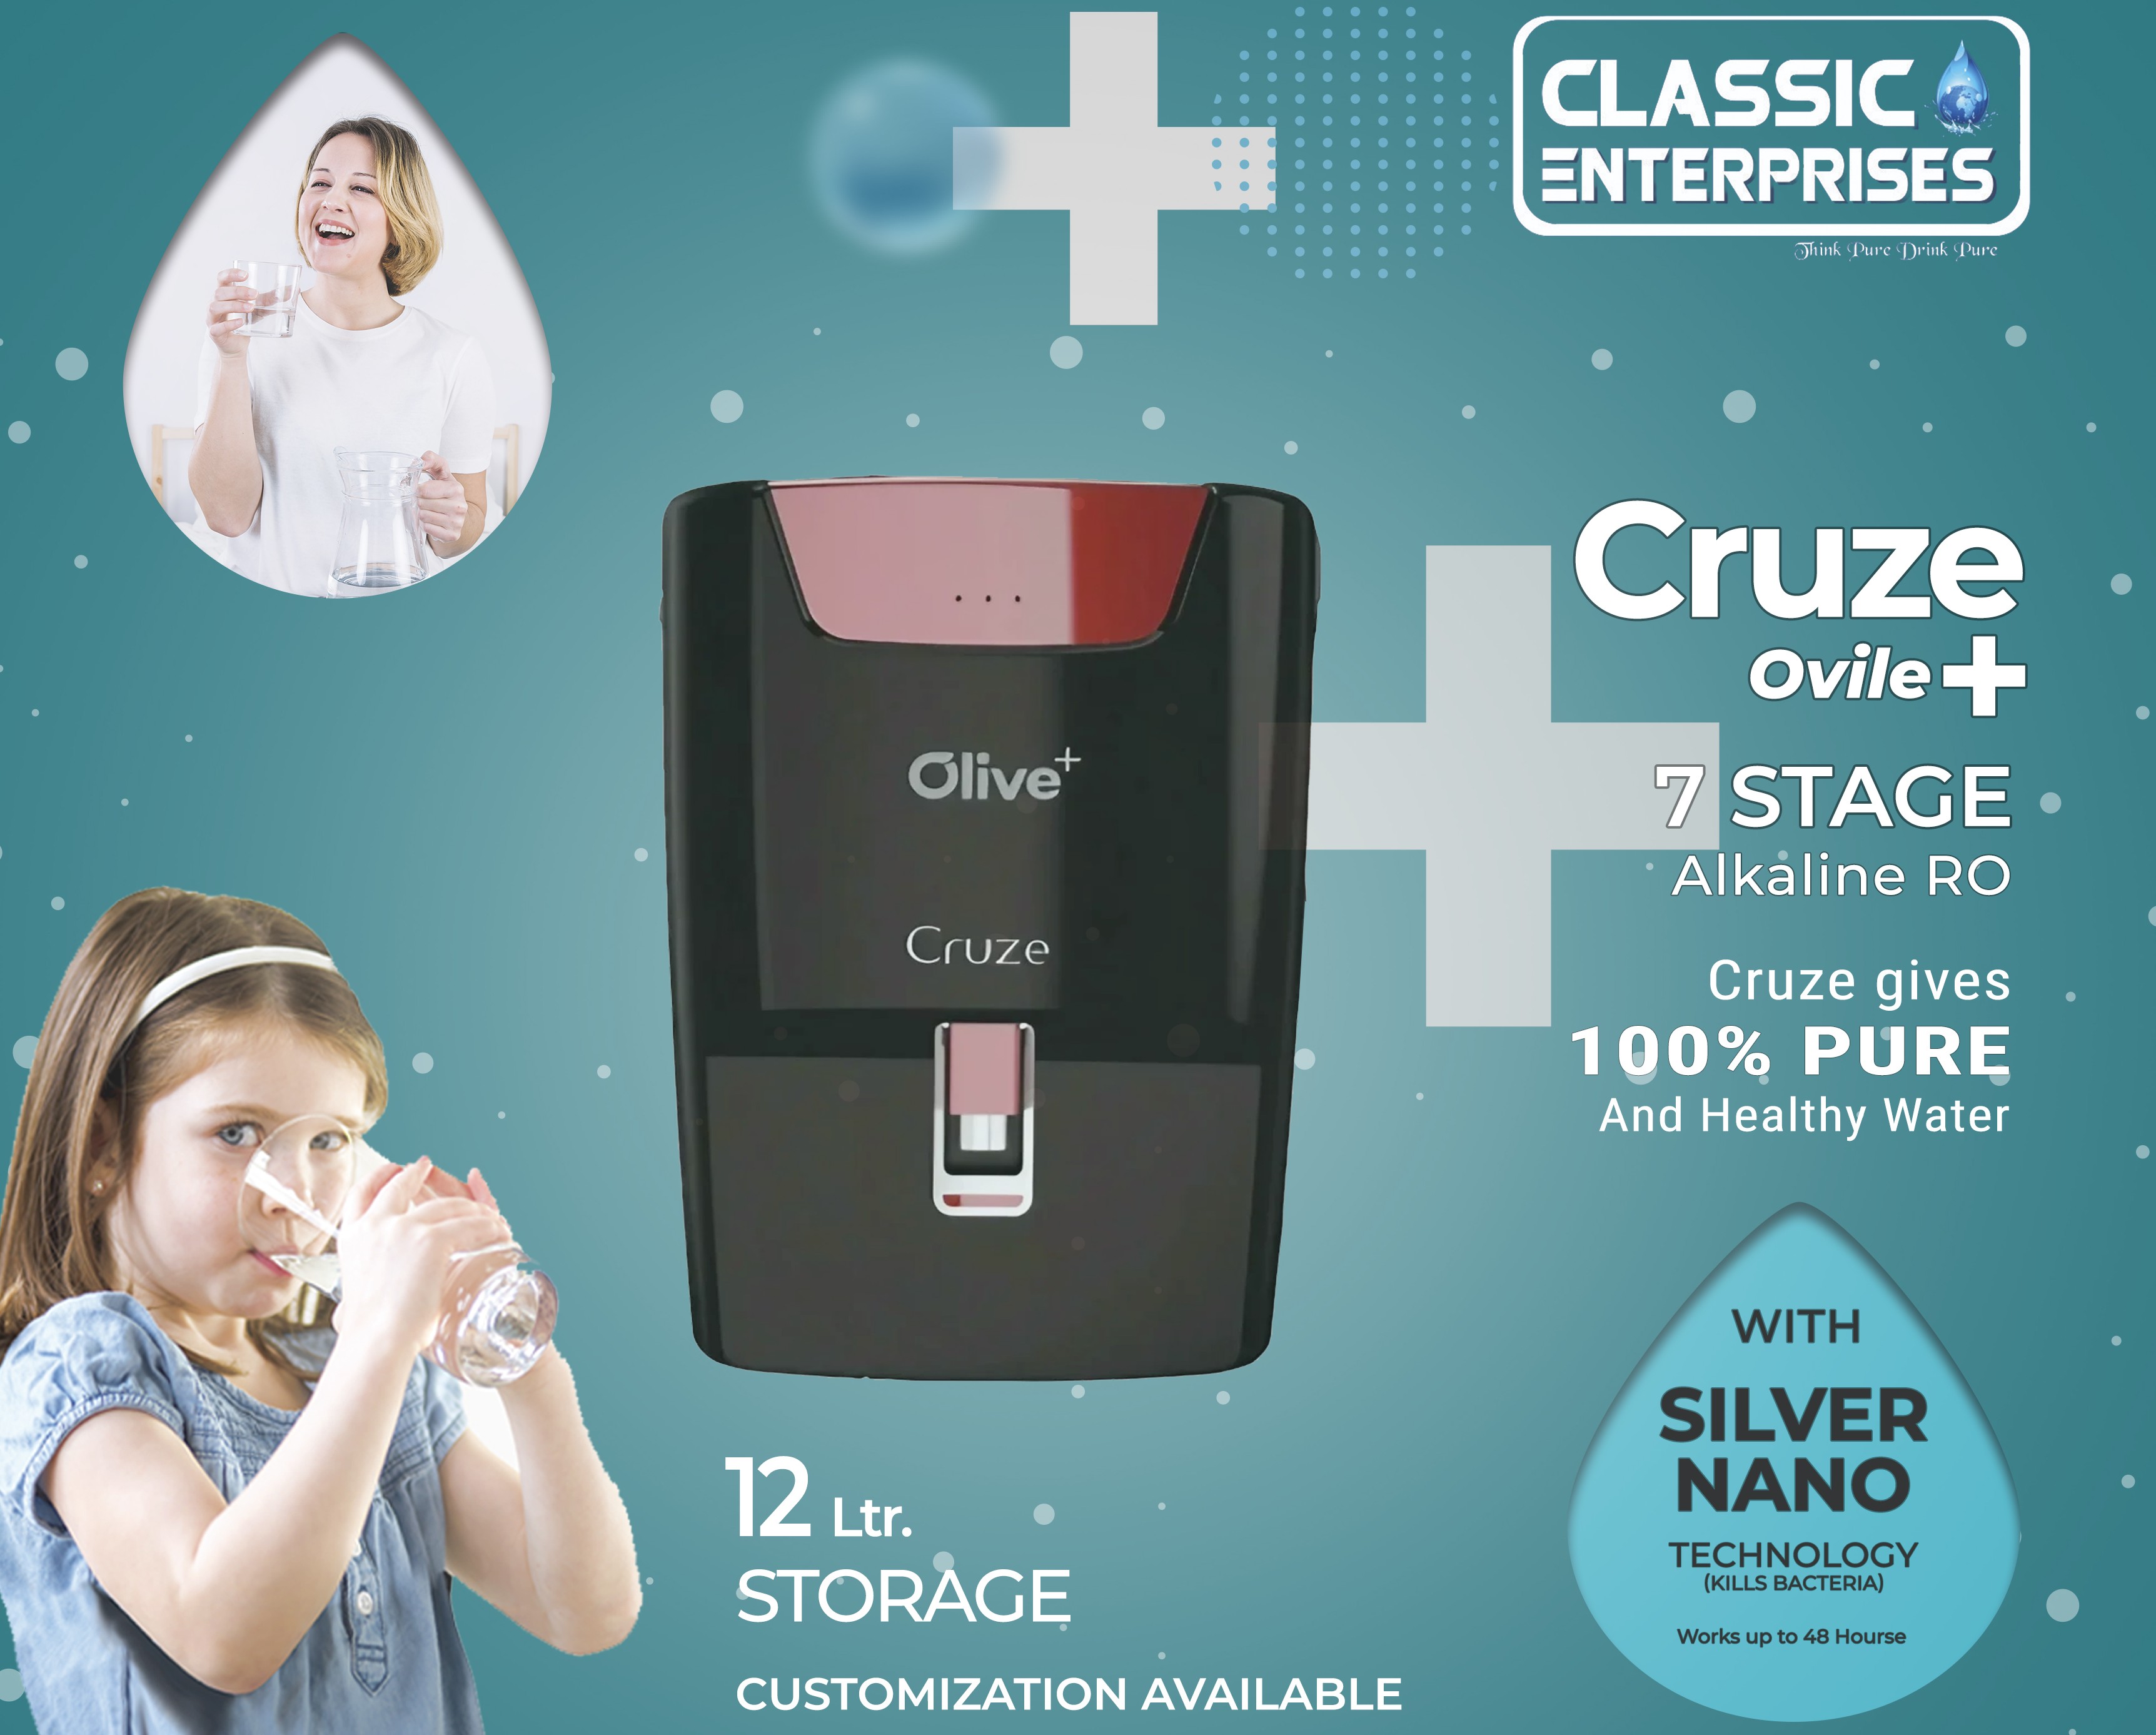 CLASSIC
ENTERPRISES
Think Pure Drink Pure
Cruze
Ovile+
7 STAGE
Alkaline RO
Cruze gives
100% PURE
And Healthy Water
Olive+
Cruze
WITH
SILVER
NANO
TECHNOLOGY
(KILLS BACTERIA)
Works up to 48 Hourse
12 Ltr.
STORAGE
CUSTOMIZATION AVAILABLE